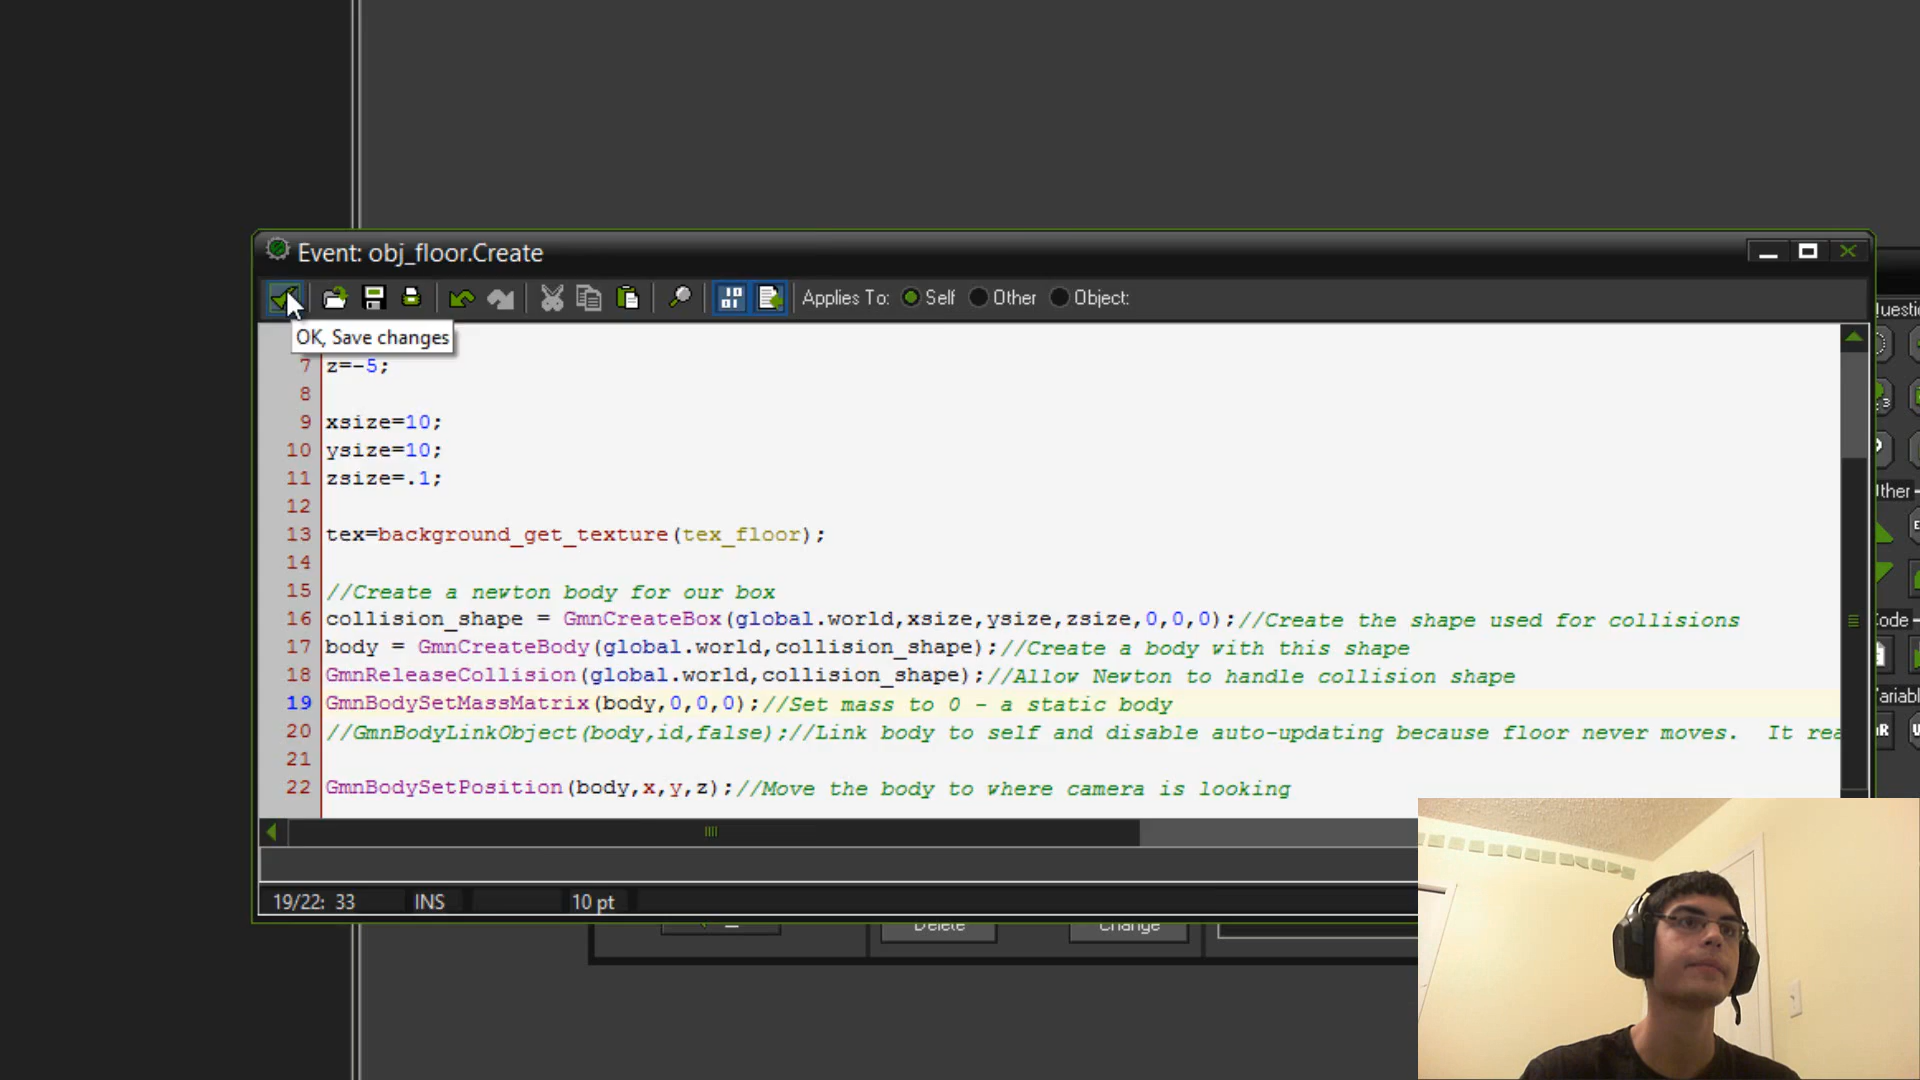 Event: obj_floor.Create
Applies To: Self Other Object:
OK, Save changes
7 z=-5;
8
9 xsize=10;
10 ysize=10;
11 zsize=.1;
12
13 tex=background_get_texture(tex_floor);
14
15 //Create a newton body for our box
16 collision_shape = GmnCreateBox(global.world,xsize,ysize,zsize,0,0,0);//Create the shape used for collisions
17 body = GmnCreateBody(global.world,collision_shape);//Create a body with this shape
18 GmnReleaseCollision(global.world,collision_shape);//Allow Newton to handle collision shape
19 GmnBodySetMassMatrix(body,0,0,0);//Set mass to 0 - a static body
20 //GmnBodyLinkObject(body,id,false);//Link body to self and disable auto-updating because floor never moves. It rea
21
22 GmnBodySetPosition(body,x,y,z);//Move the body to where camera is looking
19/22: 33 INS 10 pt
Delete Change
Questi
Other
Code
Variabl